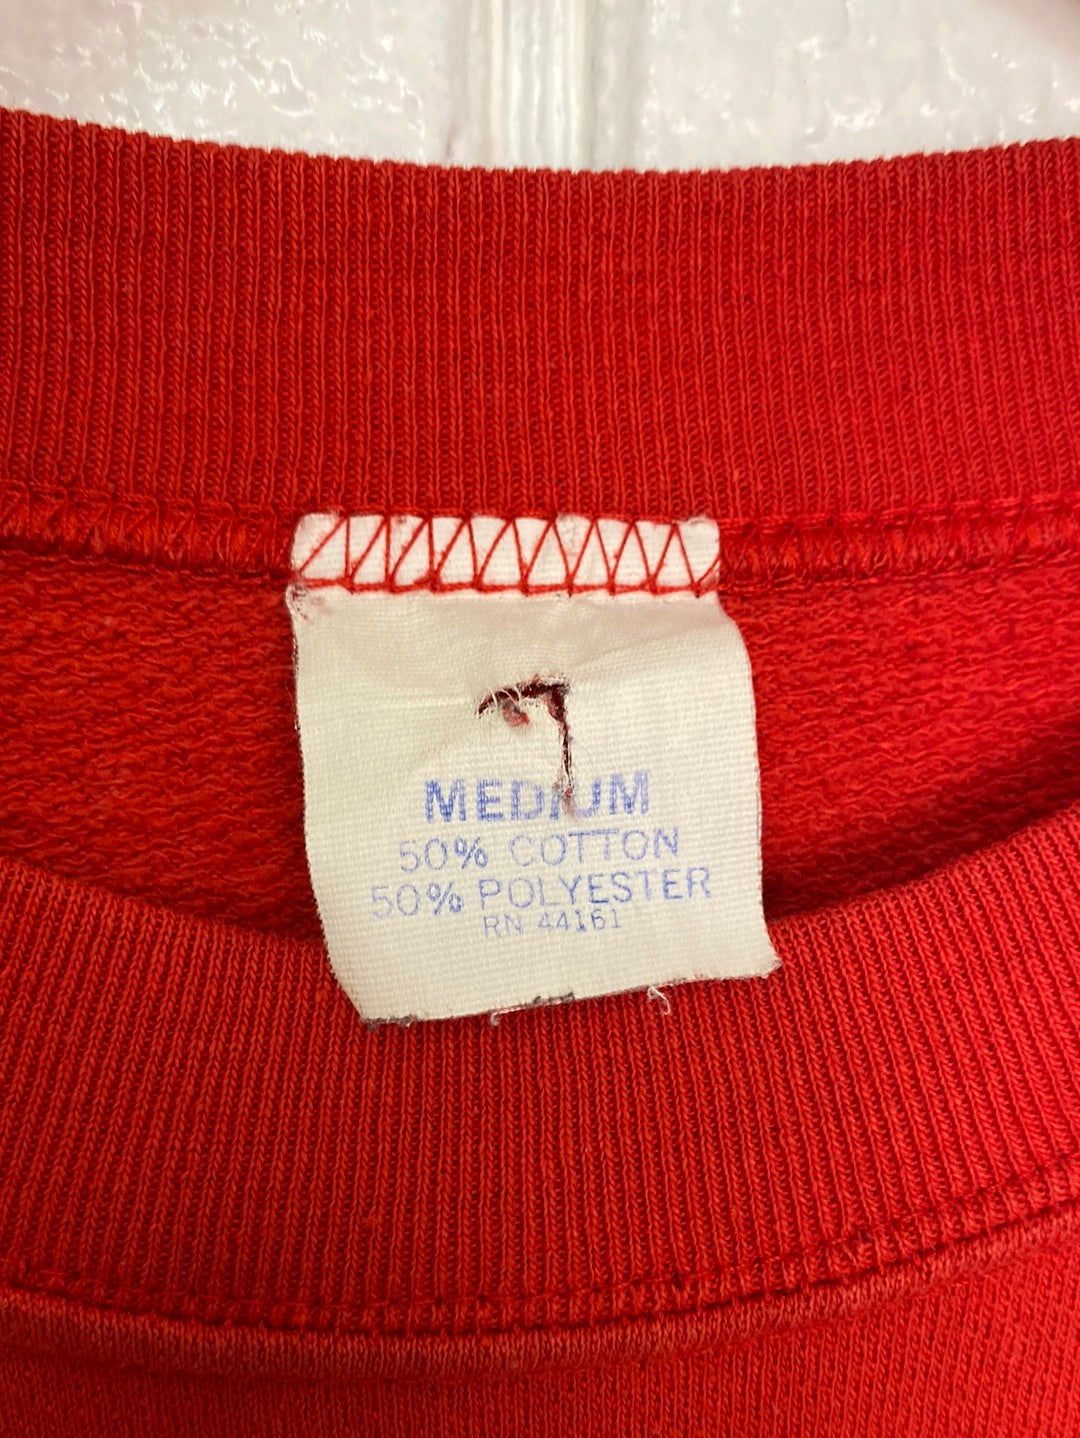 MEDIUM
50% COTTON
50% POLYESTER
RN 44161